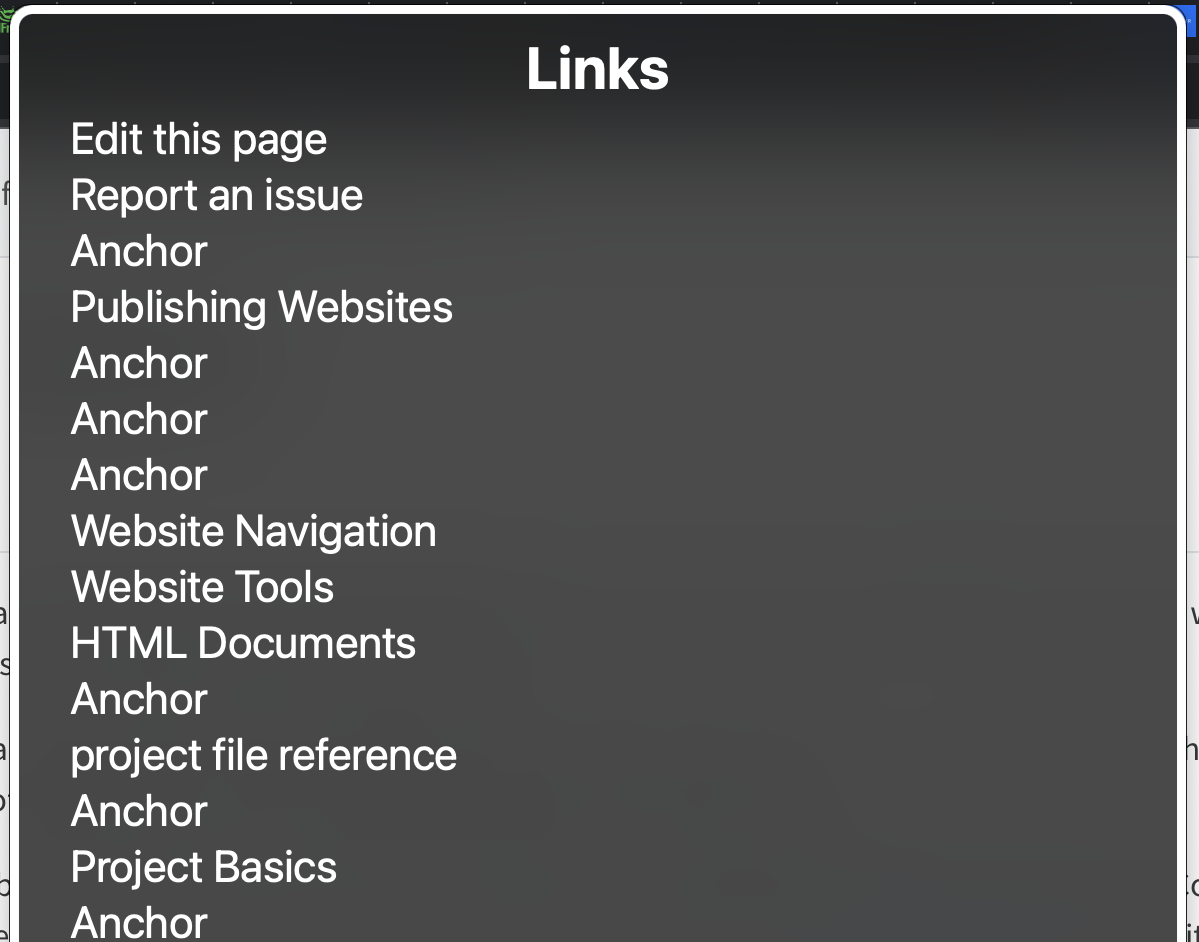 Links
Edit this page
Report an issue
Anchor
Publishing Websites
Anchor
Anchor
Anchor
Website Navigation
Website Tools
HTML Documents
Anchor
project file reference
Anchor
Project Basics
Anchor